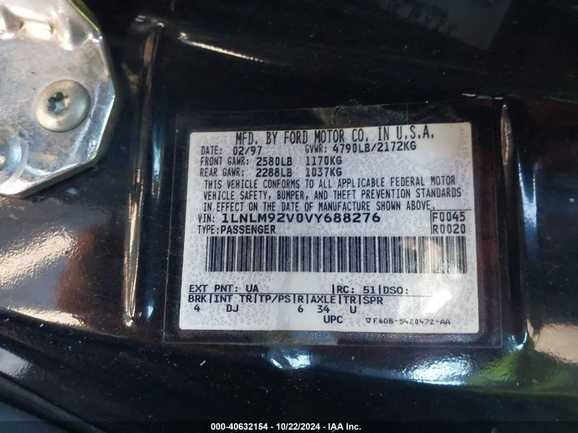 MFD. BY FORD MOTOR CO. IN U.S.A.
DATE: 02/97 GVWR: 4790LB/2172KG
FRONT GAWR: 2580LB 1170KG
REAR GAWR: 2288LB 1037KG
THIS VEHICLE CONFORMS TO ALL APPLICABLE FEDERAL MOTOR
VEHICLE SAFETY, BUMPER, AND THEFT PREVENTION STANDARDS
IN EFFECT ON THE DATE OF MANUFACTURE SHOWN ABOVE.
VIN: 1LNLM92V0VY688276 F0045
TYPE: PASSENGER R0020
EXT PNT: UA RC: 51 DSO:
BRK INT TR TP/PS R AXLE TR SPR
4 DJ 6 34 U
UPC ▽F6DB-5420472-AA
000-40632154 - 10/22/2024 - IAA Inc.